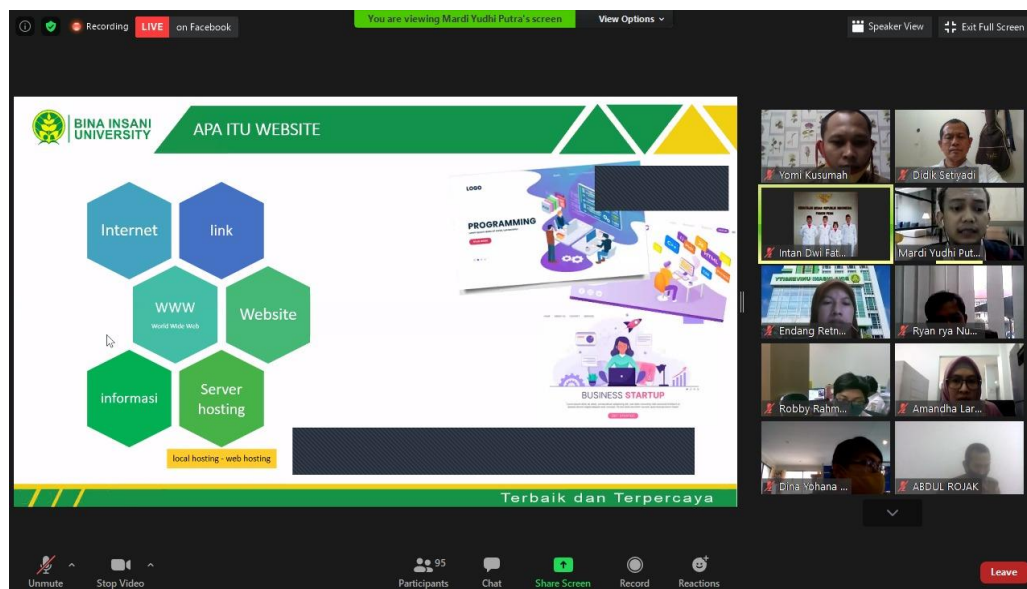 Recording LIVE on Facebook
You are viewing Mardi Yudhi Putra's screen
View Options
Speaker View
Exit Full Screen
BINA INSANI
UNIVERSITY
APA ITU WEBSITE
Internet
link
WWW
World Wide Web
Website
informasi
Server
hosting
local hosting - web hosting
LOGO
PROGRAMMING
BUSINESS STARTUP
Terbaik dan Terpercaya
Yomi Kusumah
Didik Setiyadi
Intan Dwi Fat...
Mardi Yudhi Put...
Endang Retn...
Ryan rya Nu...
Robby Rahm...
Amandha Lar...
Dina Yohana ...
ABDUL ROJAK
Unmute
Stop Video
95
Participants
Chat
Share Screen
Record
Reactions
Leave